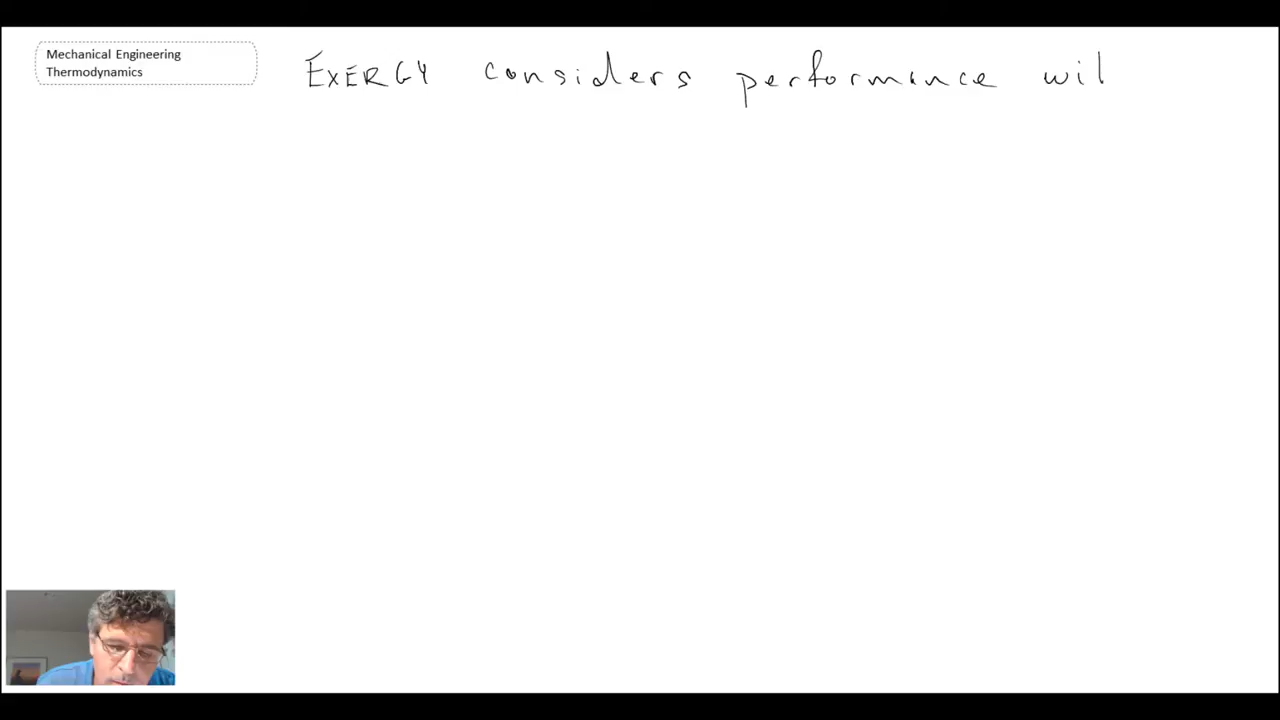 Mechanical Engineering
Thermodynamics
EXERGY considers performance wil